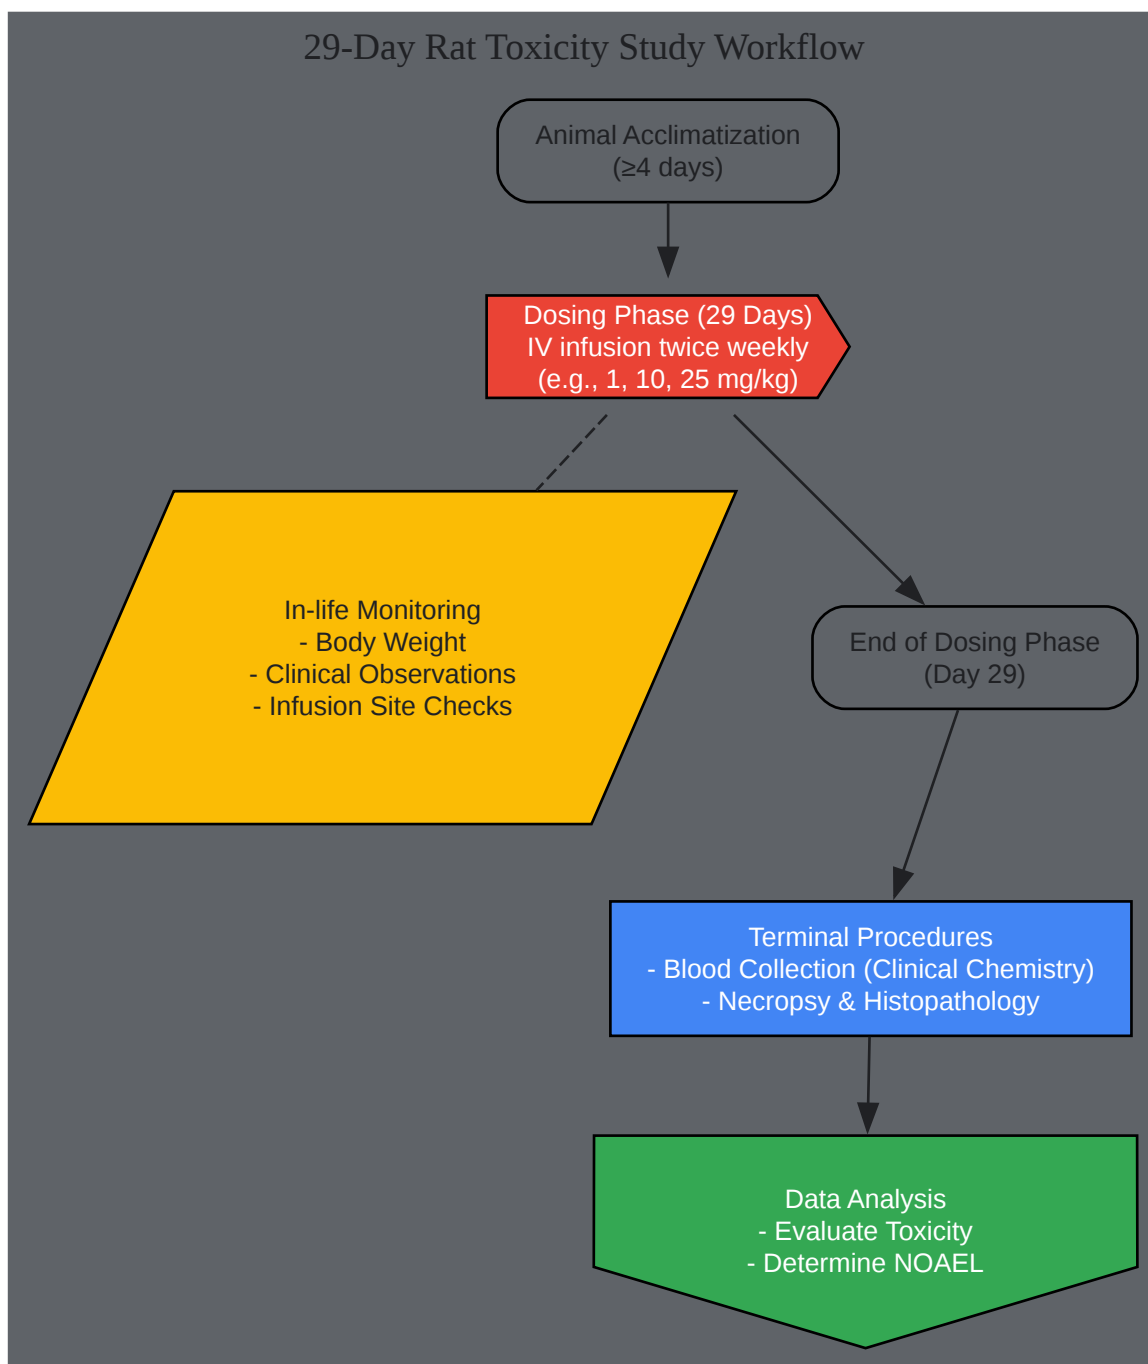 29-Day Rat Toxicity Study Workflow
Animal Acclimatization
(≥4 days)
Dosing Phase (29 Days)
IV infusion twice weekly
(e.g., 1, 10, 25 mg/kg)
In-life Monitoring
- Body Weight
- Clinical Observations
- Infusion Site Checks
End of Dosing Phase
(Day 29)
Terminal Procedures
- Blood Collection (Clinical Chemistry)
- Necropsy & Histopathology
Data Analysis
- Evaluate Toxicity
- Determine NOAEL